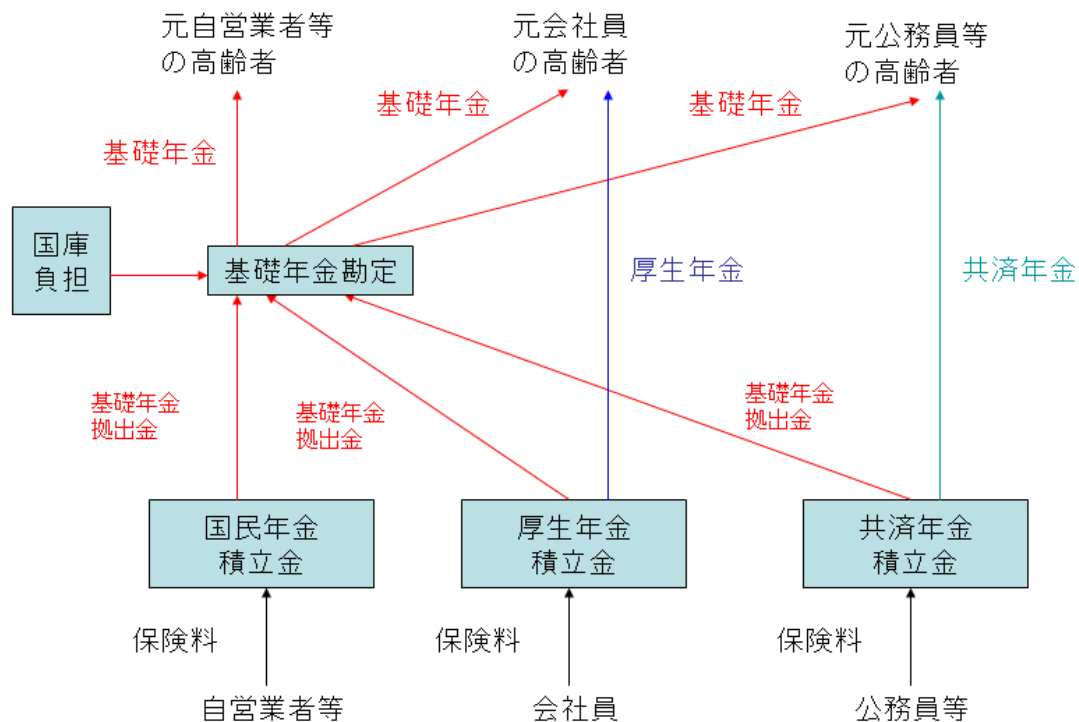 元自営業者等
の高齢者
元会社員
の高齢者
元公務員等
の高齢者
基礎年金
基礎年金
基礎年金
国庫
負担
基礎年金勘定
厚生年金
共済年金
基礎年金
拠出金
基礎年金
拠出金
基礎年金
拠出金
国民年金
積立金
厚生年金
積立金
共済年金
積立金
保険料
保険料
保険料
自営業者等
会社員
公務員等